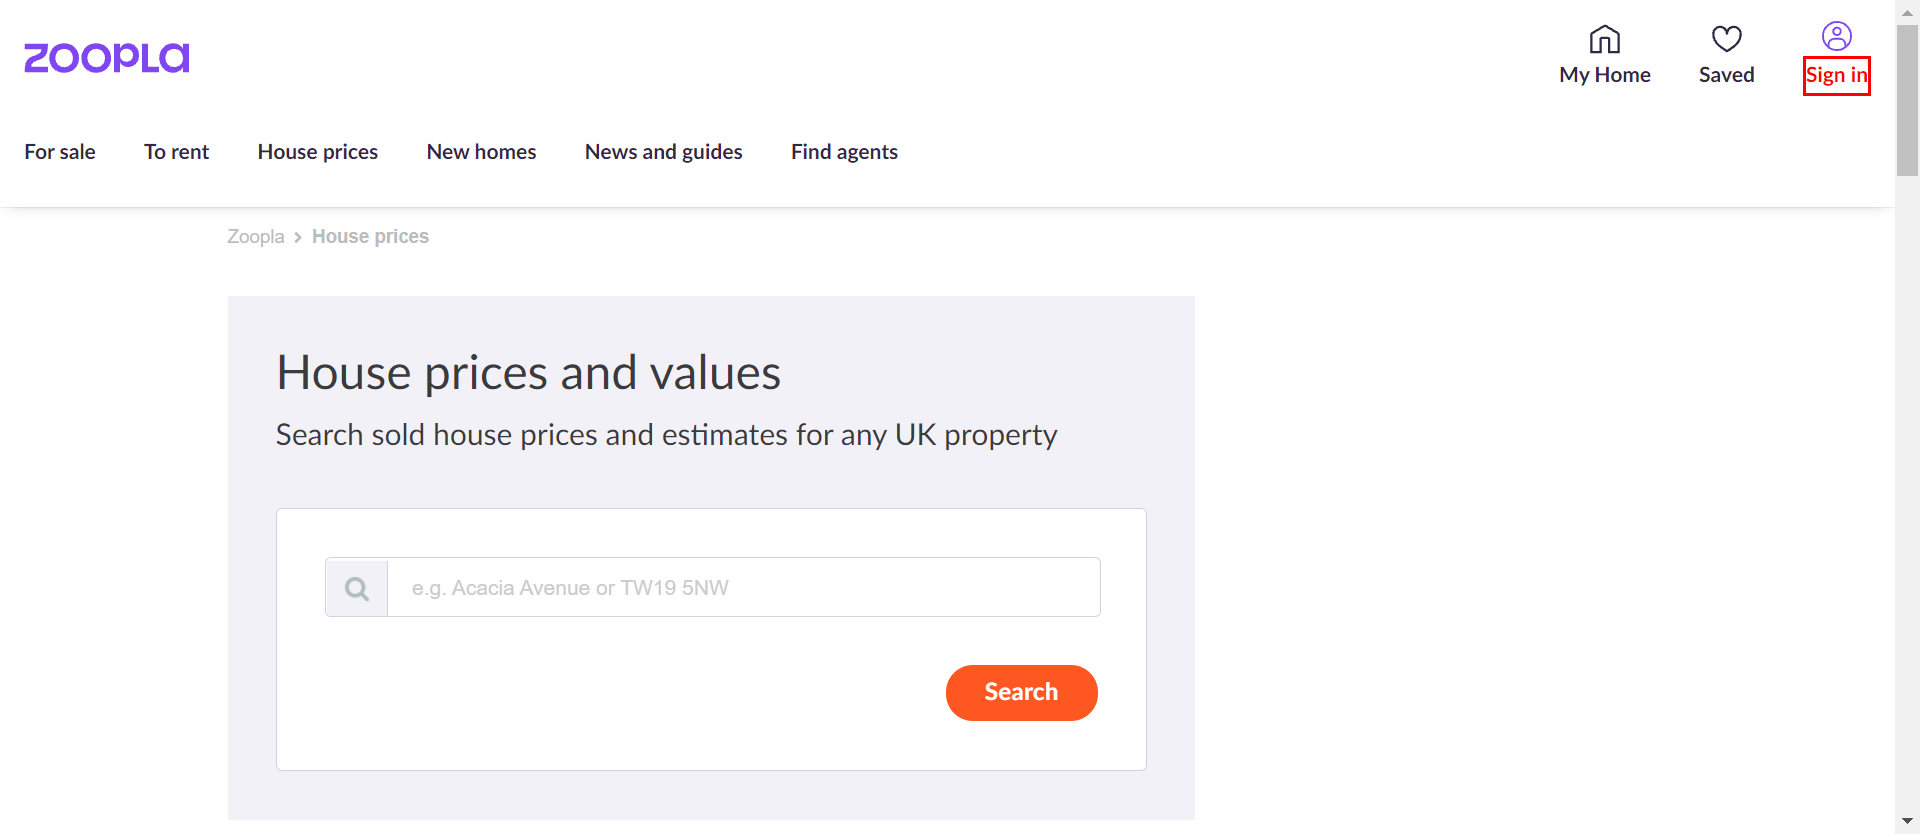 zoopla
My Home
Saved
Sign in
For sale
To rent
House prices
New homes
News and guides
Find agents
Zoopla > House prices
House prices and values
Search sold house prices and estimates for any UK property
e.g. Acacia Avenue or TW19 5NW
Search